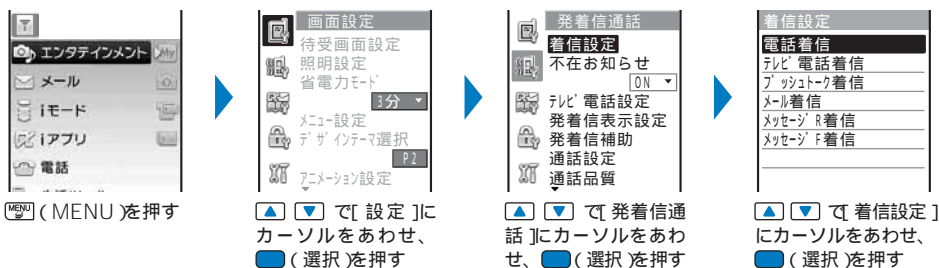 エンタテインメント
My
メール
iモード
iアプリ
電話
MENU (MENU)を押す
画面設定
待受画面設定
照明設定
省電力モード
3分
メニュー設定
デザインテーマ選択
P2
アニメーション設定
で[設定]に
カーソルをあわせ、
(選択)を押す
発着信通話
着信設定
不在お知らせ
ON
テレビ電話設定
発着信表示設定
発着信補助
通話設定
通話品質
で[発着信通
話]にカーソルをあわ
せ、(選択)を押す
着信設定
電話着信
テレビ電話着信
プッシュトーク着信
メール着信
メッセージR着信
メッセージF着信
で[着信設定]
にカーソルをあわせ、
(選択)を押す